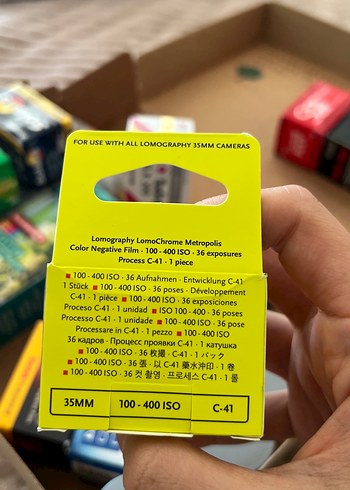 FOR USE WITH ALL LOMOGRAPHY 35MM CAMERAS
Lomography LomoChrome Metropolis
Color Negative Film · 100 - 400 ISO · 36 exposures
Process C-41 · 1 piece
■ 100 - 400 ISO · 36 Aufnahmen · Entwicklung C-41
1 Stück ■ 100 - 400 ISO · 36 poses · Développement
C-41 · 1 pièce ■ 100 - 400 ISO · 36 exposiciones
Proceso C-41 · 1 unidad ■ ISO 100 - 400 · 36 poses
Processo C-41 · 1 unidade ■ 100 - 400 ISO · 36 pose
Processare in C-41 · 1 pezzo ■ 100 - 400 ISO
36 кадров · Процесс проявки C-41 · 1 катушка
■ 100 - 400 ISO · 36 枚撮 · C-41 · 1 パック
■ 100 - 400 ISO · 36 張 · 以 C-41 藥水沖印 · 1 卷
■ 100 - 400 ISO · 36 컷 촬영 · 프로세스 C-41 · 1 롤
35MM 100 - 400 ISO C-41